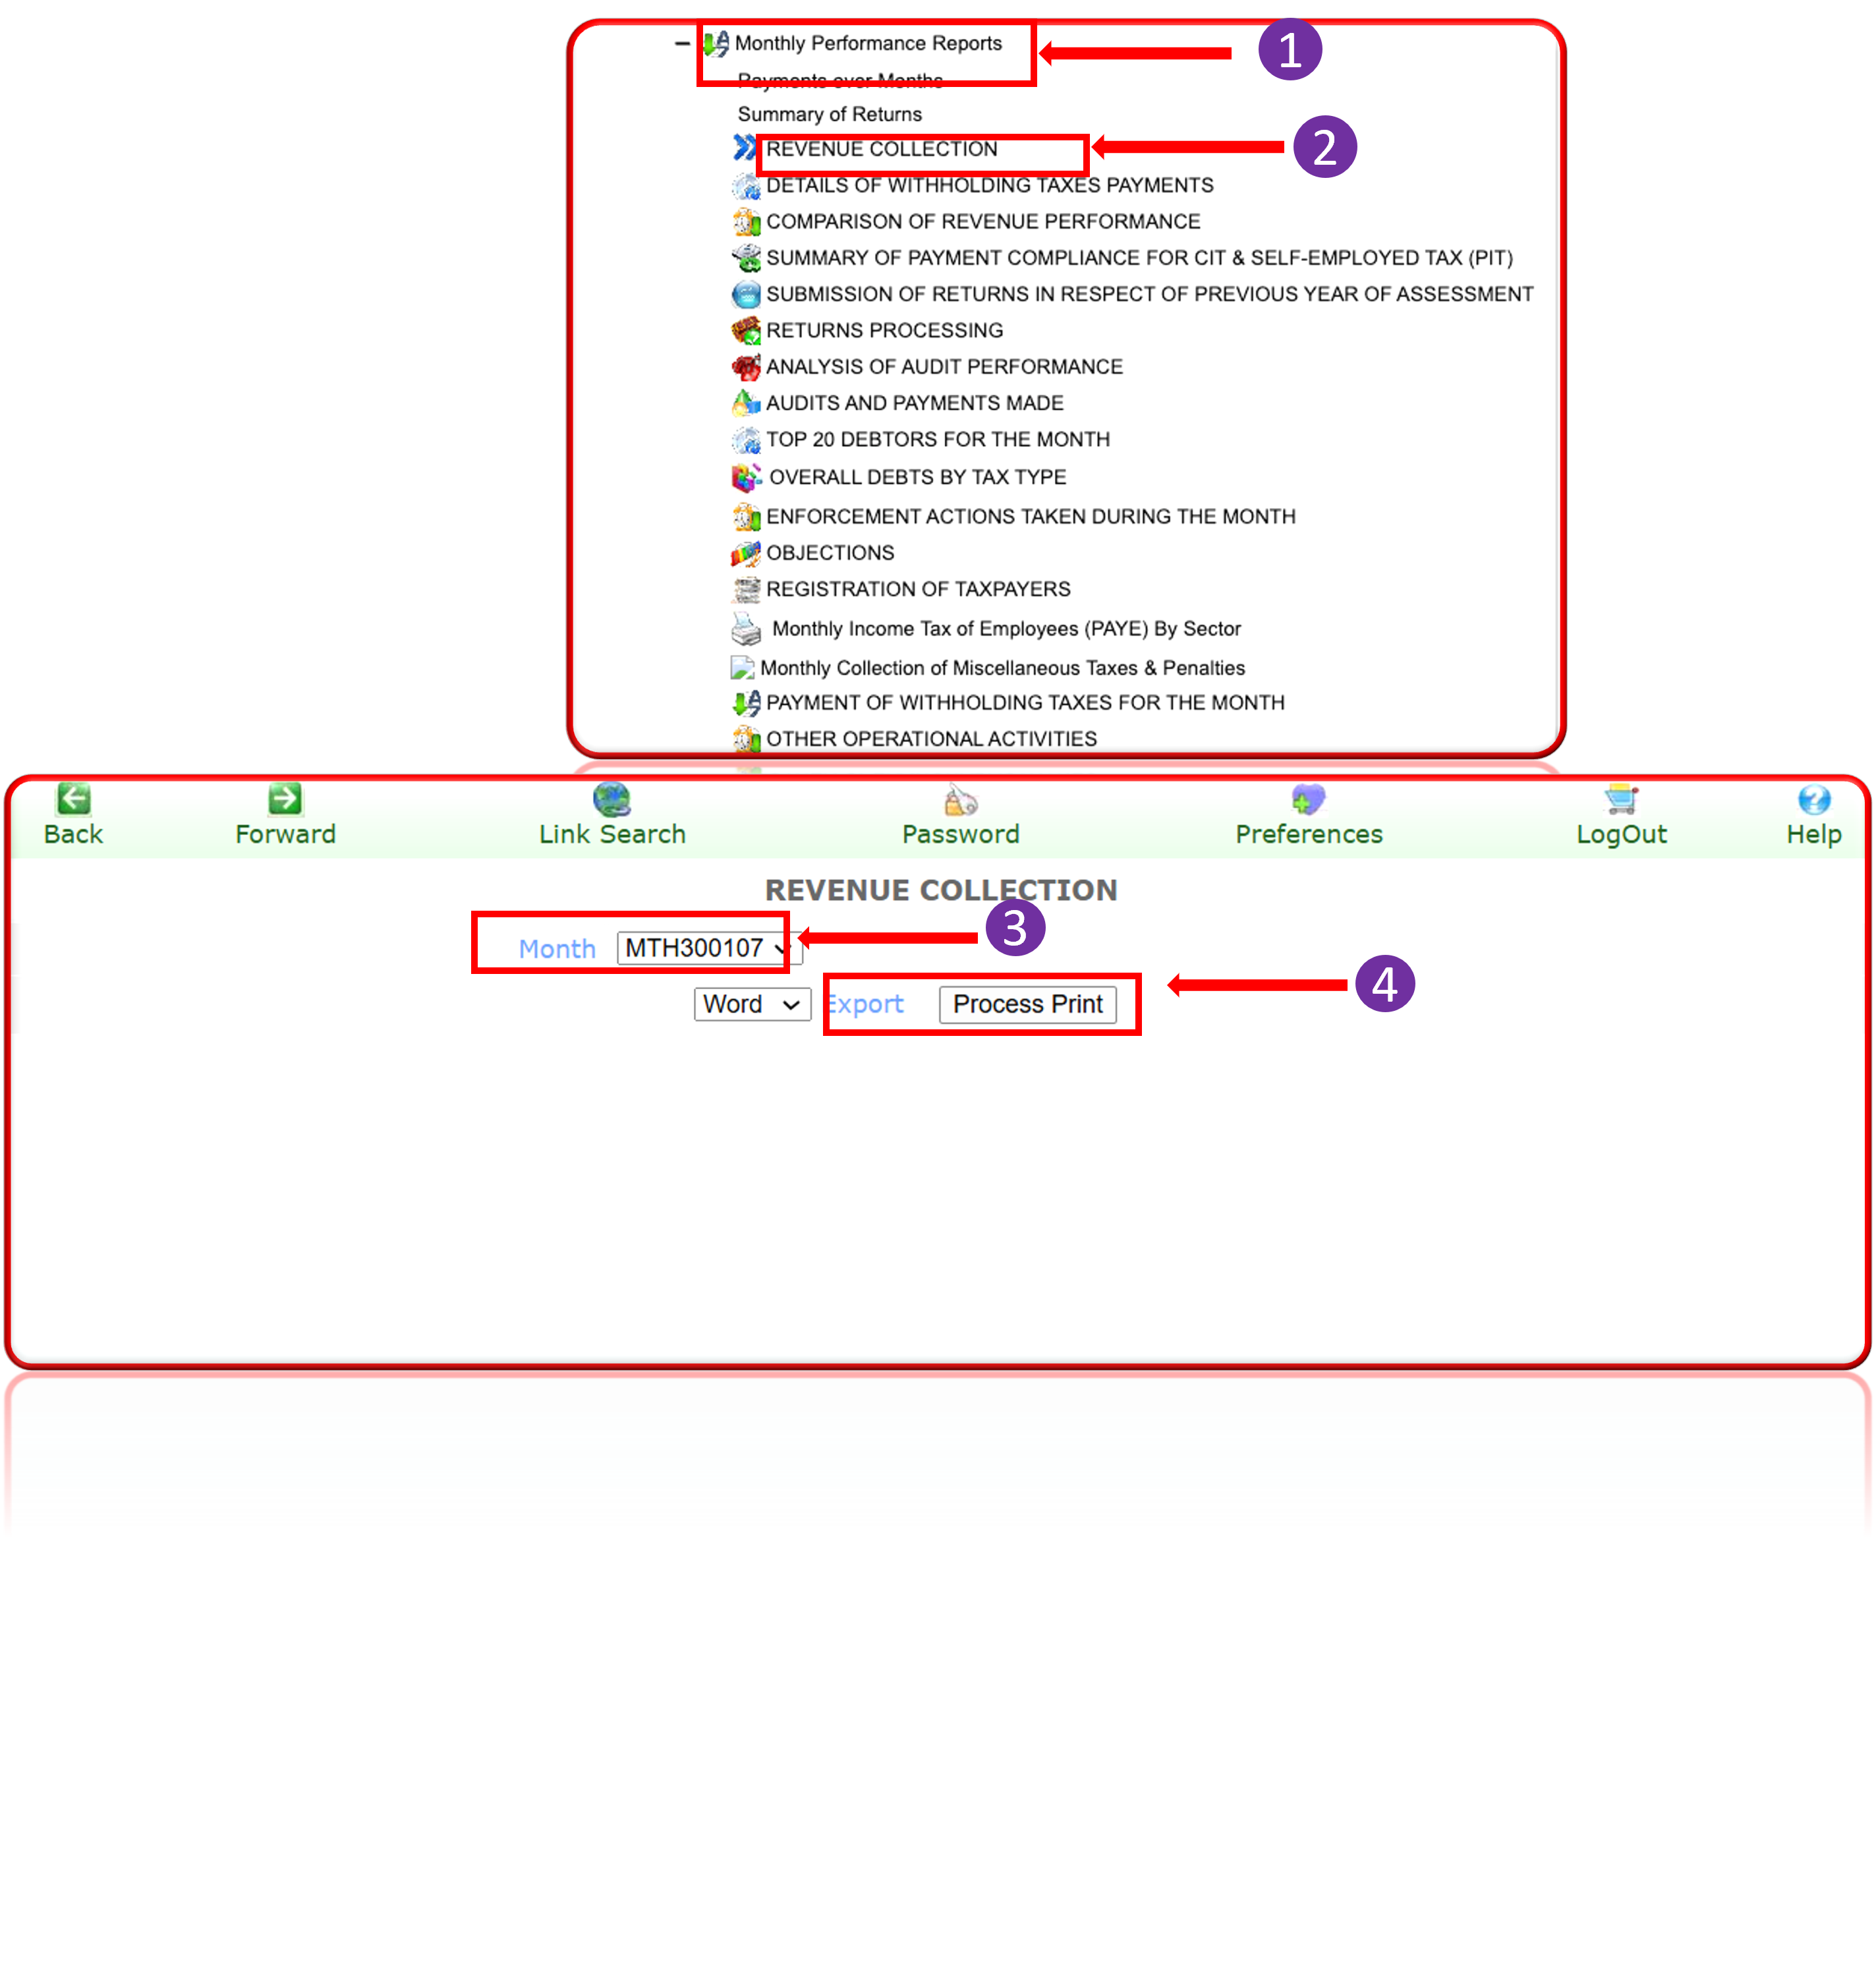 Monthly Performance Reports
1
Payments over Months
Summary of Returns
REVENUE COLLECTION
2
DETAILS OF WITHHOLDING TAXES PAYMENTS
COMPARISON OF REVENUE PERFORMANCE
SUMMARY OF PAYMENT COMPLIANCE FOR CIT & SELF-EMPLOYED TAX (PIT)
SUBMISSION OF RETURNS IN RESPECT OF PREVIOUS YEAR OF ASSESSMENT
RETURNS PROCESSING
ANALYSIS OF AUDIT PERFORMANCE
AUDITS AND PAYMENTS MADE
TOP 20 DEBTORS FOR THE MONTH
OVERALL DEBTS BY TAX TYPE
ENFORCEMENT ACTIONS TAKEN DURING THE MONTH
OBJECTIONS
REGISTRATION OF TAXPAYERS
Monthly Income Tax of Employees (PAYE) By Sector
Monthly Collection of Miscellaneous Taxes & Penalties
PAYMENT OF WITHHOLDING TAXES FOR THE MONTH
OTHER OPERATIONAL ACTIVITIES
Back Forward Link Search Password Preferences LogOut Help
REVENUE COLLECTION
Month MTH300107 3
Word Export Process Print 4